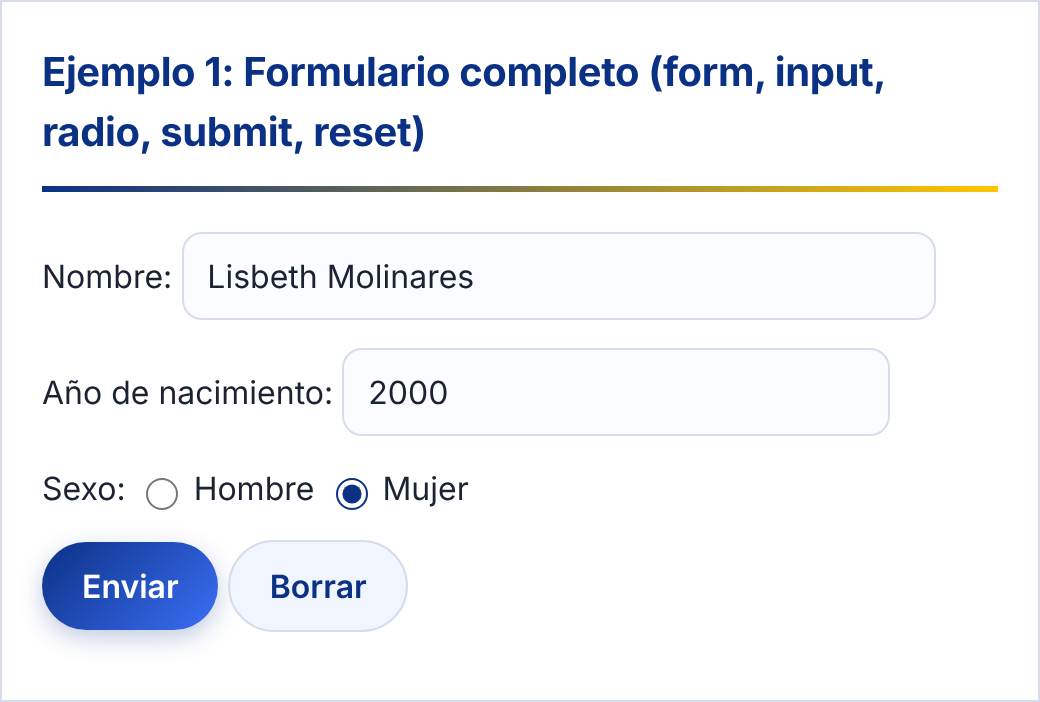 Ejemplo 1: Formulario completo (form, input,
radio, submit, reset)
Nombre: Lisbeth Molinares
Año de nacimiento: 2000
Sexo: Hombre Mujer
Enviar Borrar